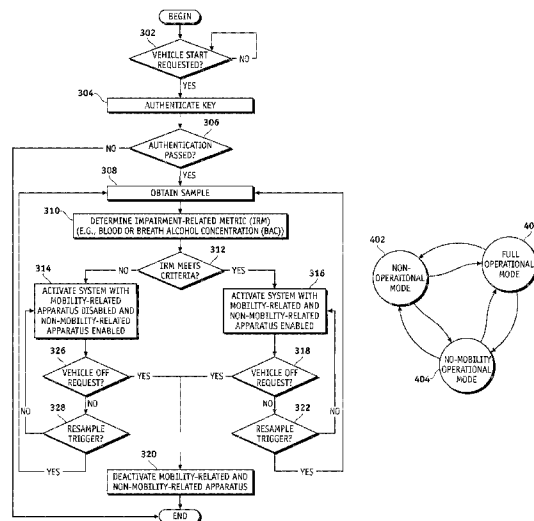 BEGIN
302
VEHICLE START
REQUESTED?
NO
YES
304
AUTHENTICATE KEY
306
NO
AUTHENTICATION
PASSED?
YES
308
OBTAIN SAMPLE
310
DETERMINE IMPAIRMENT-RELATED METRIC (IRM)
(E.G., BLOOD OR BREATH ALCOHOL CONCENTRATION (BAC))
312
314
NO
IRM MEETS
CRITERIA?
YES
316
ACTIVATE SYSTEM WITH
MOBILITY-RELATED
APPARATUS DISABLED AND
NON-MOBILITY-RELATED
APPARATUS ENABLED
ACTIVATE SYSTEM WITH
MOBILITY-RELATED AND
NON-MOBILITY-RELATED
APPARATUS ENABLED
326
318
VEHICLE OFF
REQUEST?
YES
YES
VEHICLE OFF
REQUEST?
NO
NO
NO
NO
328
322
RESAMPLE
TRIGGER?
RESAMPLE
TRIGGER?
YES
320
YES
DEACTIVATE MOBILITY-RELATED AND
NON-MOBILITY-RELATED APPARATUS
END
402
NON-
OPERATIONAL
MODE
FULL
OPERATIONAL
MODE
NO-MOBILITY
OPERATIONAL
MODE
404